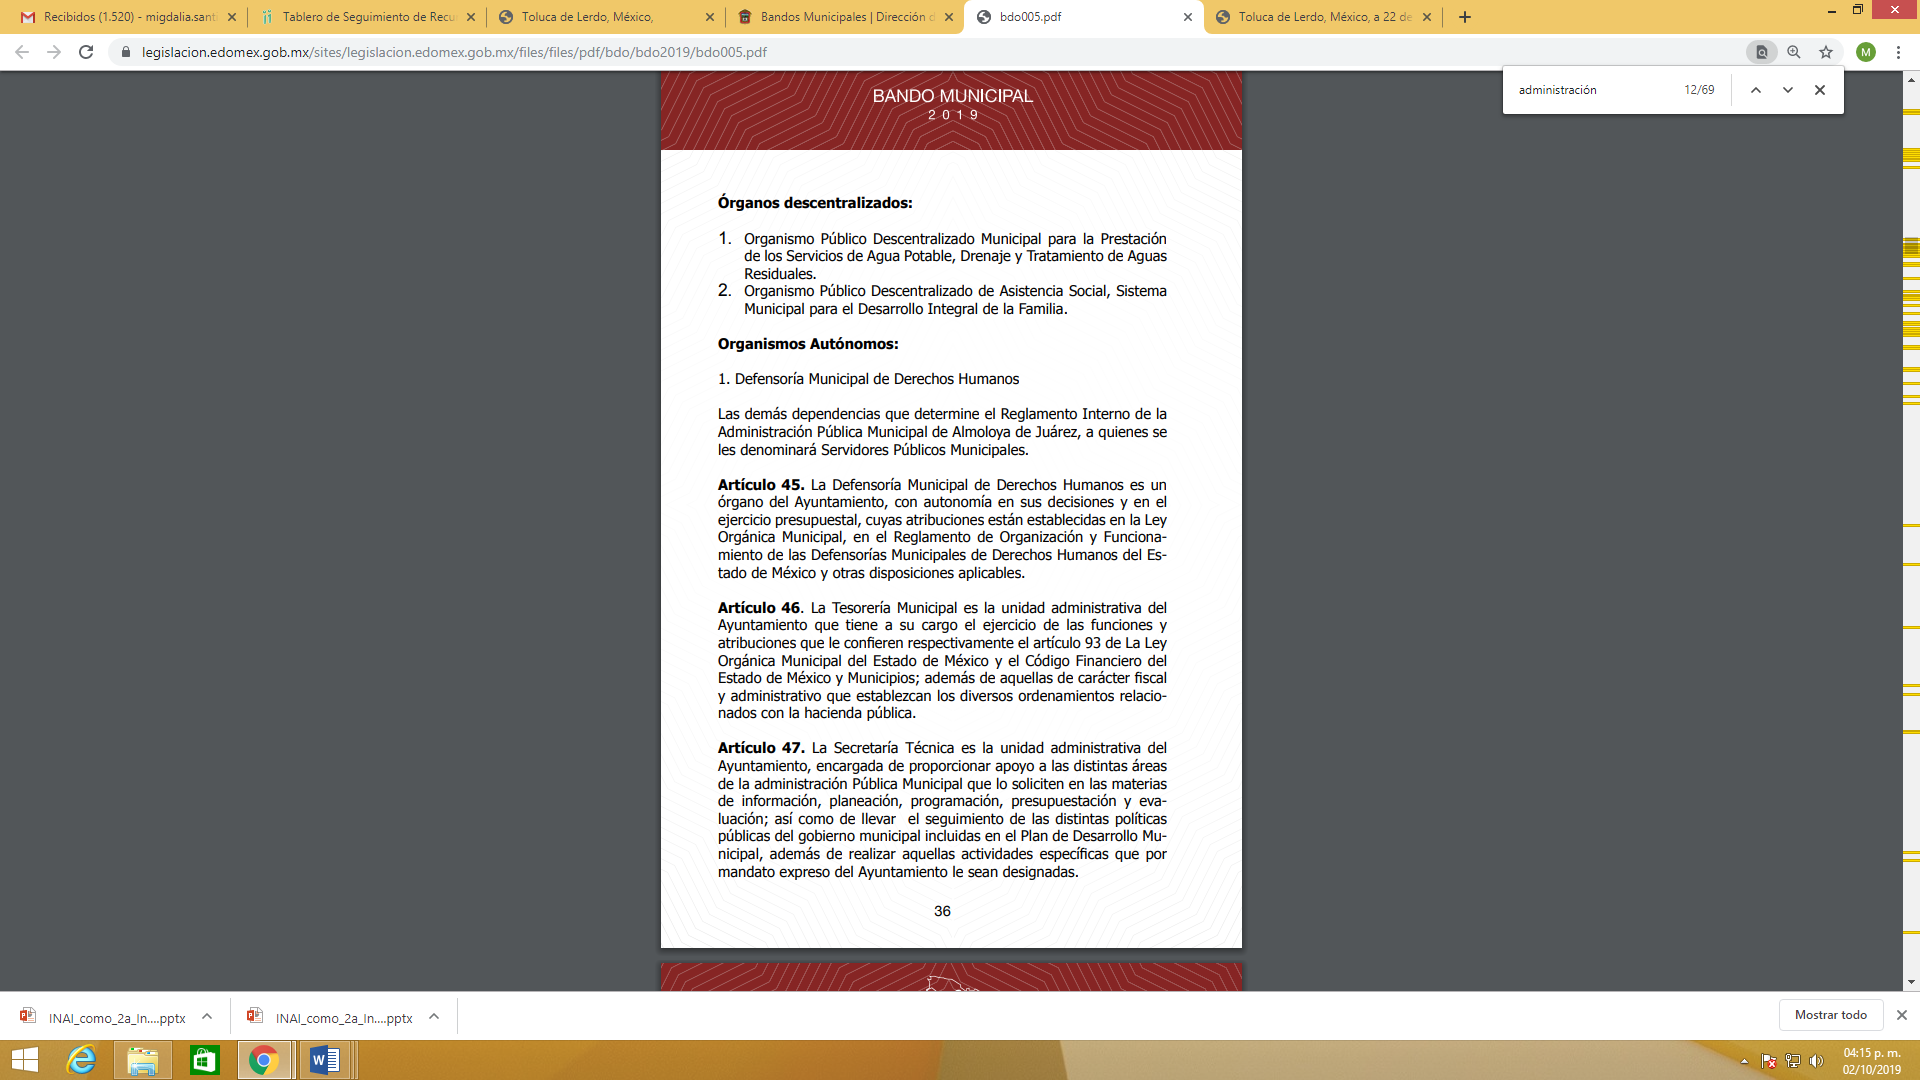 Recibidos (1.520) - migdalia.sant
Tablero de Seguimiento de Recu
Toluca de Lerdo, México,
Bandos Municipales | Dirección d
bdo005.pdf
Toluca de Lerdo, México, a 22 de
legislacion.edomex.gob.mx/sites/legislacion.edomex.gob.mx/files/files/pdf/bdo/bdo2019/bdo005.pdf
M
administración 12/69
BANDO MUNICIPAL
2019
Órganos descentralizados:
1. Organismo Público Descentralizado Municipal para la Prestación
de los Servicios de Agua Potable, Drenaje y Tratamiento de Aguas
Residuales.
2. Organismo Público Descentralizado de Asistencia Social, Sistema
Municipal para el Desarrollo Integral de la Familia.
Organismos Autónomos:
1. Defensoría Municipal de Derechos Humanos
Las demás dependencias que determine el Reglamento Interno de la
Administración Pública Municipal de Almoloya de Juárez, a quienes se
les denominará Servidores Públicos Municipales.
Artículo 45. La Defensoría Municipal de Derechos Humanos es un
órgano del Ayuntamiento, con autonomía en sus decisiones y en el
ejercicio presupuestal, cuyas atribuciones están establecidas en la Ley
Orgánica Municipal, en el Reglamento de Organización y Funciona-
miento de las Defensorías Municipales de Derechos Humanos del Es-
tado de México y otras disposiciones aplicables.
Artículo 46. La Tesorería Municipal es la unidad administrativa del
Ayuntamiento que tiene a su cargo el ejercicio de las funciones y
atribuciones que le confieren respectivamente el artículo 93 de La Ley
Orgánica Municipal del Estado de México y el Código Financiero del
Estado de México y Municipios; además de aquellas de carácter fiscal
y administrativo que establezcan los diversos ordenamientos relacio-
nados con la hacienda pública.
Artículo 47. La Secretaría Técnica es la unidad administrativa del
Ayuntamiento, encargada de proporcionar apoyo a las distintas áreas
de la administración Pública Municipal que lo soliciten en las materias
de información, planeación, programación, presupuestación y eva-
luación; así como de llevar el seguimiento de las distintas políticas
públicas del gobierno municipal incluidas en el Plan de Desarrollo Mu-
nicipal, además de realizar aquellas actividades específicas que por
mandato expreso del Ayuntamiento le sean designadas.
36
INAI_como_2a_In....pptx
INAI_como_2a_In....pptx
Mostrar todo
04:15 p. m.
02/10/2019